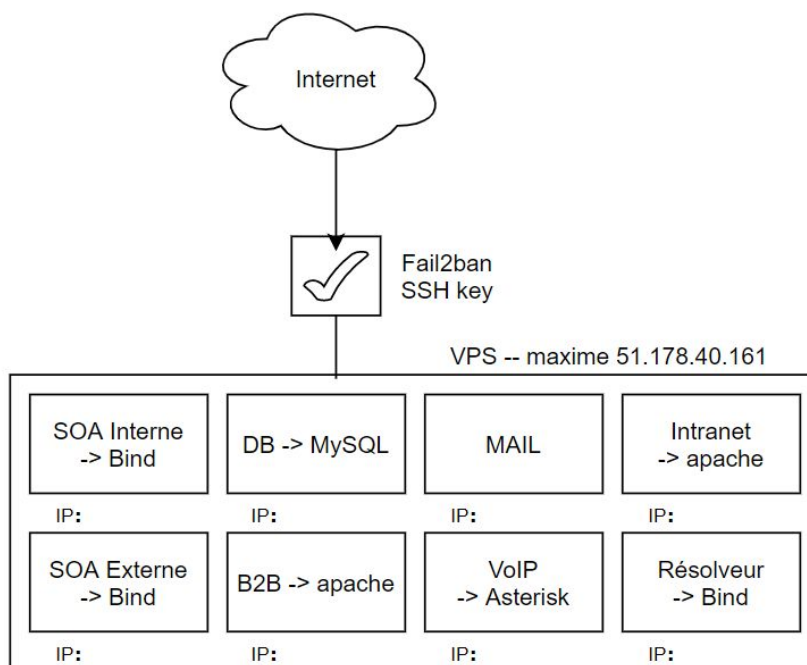 Internet
Fail2ban
SSH key
VPS -- maxime 51.178.40.161
SOA Interne
-> Bind
DB -> MySQL
MAIL
Intranet
-> apache
IP:
IP:
IP:
IP:
SOA Externe
-> Bind
B2B -> apache
VoIP
-> Asterisk
Résolveur
-> Bind
IP:
IP:
IP:
IP: